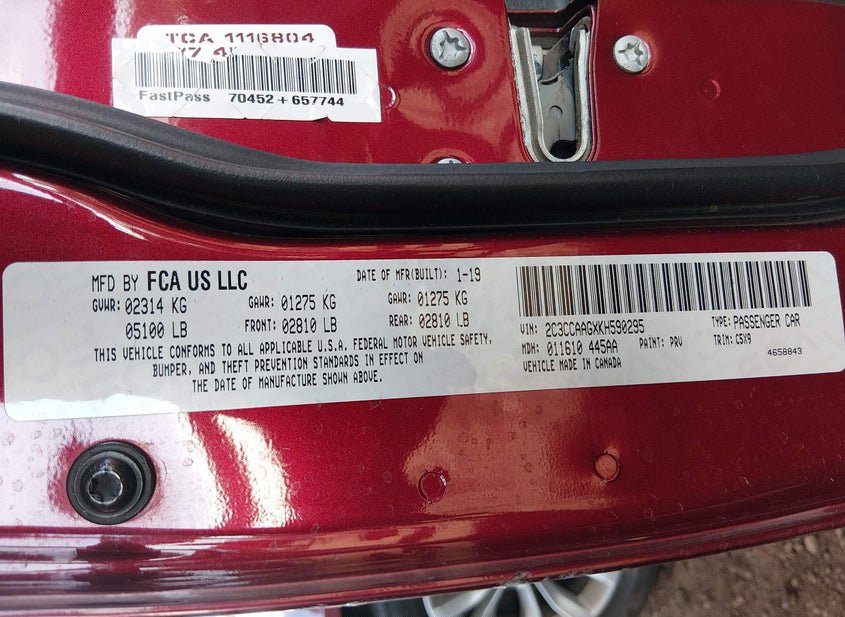 TCA 1116804
FastPass 70452+657744
MFD BY FCA US LLC
DATE OF MFR(BUILT): 1-19
GVWR: 02314 KG GAWR: 01275 KG GAWR: 01275 KG
05100 LB FRONT: 02810 LB REAR: 02810 LB
THIS VEHICLE CONFORMS TO ALL APPLICABLE U.S.A. FEDERAL MOTOR VEHICLE SAFETY,
BUMPER, AND THEFT PREVENTION STANDARDS IN EFFECT ON
THE DATE OF MANUFACTURE SHOWN ABOVE.
VIN: 2C3CCAAGXKH590295 TYPE: PASSENGER CAR
MDH: 011610 445AA PAINT: PRV TRIM: C5X9
VEHICLE MADE IN CANADA 4658843